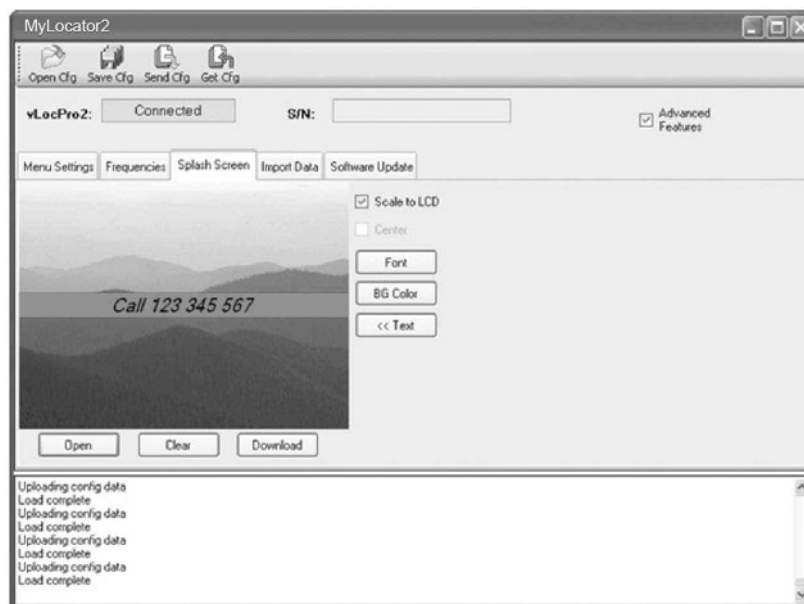 MyLocator2
Open Cfg Save Cfg Send Cfg Get Cfg
vLocPro2: Connected S/N: Advanced Features
Menu Settings Frequencies Splash Screen Import Data Software Update
Scale to LCD
Center
Font
Call 123 345 567
BG Color
<< Text
Open Clear Download
Uploading config data
Load complete
Uploading config data
Load complete
Uploading config data
Load complete
Uploading config data
Load complete